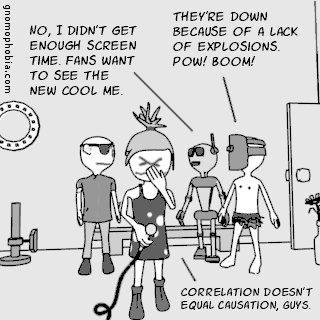 gnomophobia.com
NO, I DIDN'T GET
ENOUGH SCREEN
TIME. FANS WANT
TO SEE THE
NEW COOL ME.
THEY'RE DOWN
BECAUSE OF A LACK
OF EXPLOSIONS.
POW! BOOM!
CORRELATION DOESN'T
EQUAL CAUSATION, GUYS.